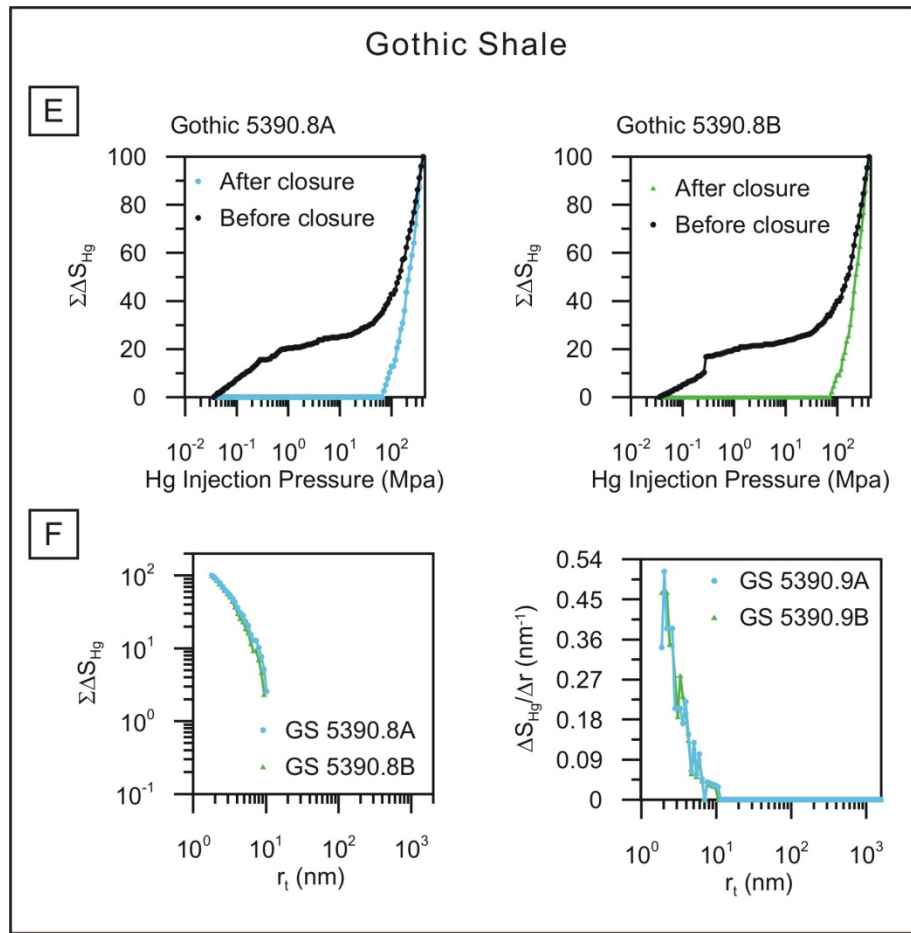 Gothic Shale
E
Gothic 5390.8A
100
80
60
40
20
0
ΣΔS_Hg
After closure
Before closure
10^-2 10^-1 10^0 10^1 10^2
Hg Injection Pressure (Mpa)
Gothic 5390.8B
100
80
60
40
20
0
ΣΔS_Hg
After closure
Before closure
10^-2 10^-1 10^0 10^1 10^2
Hg Injection Pressure (Mpa)
F
10^2
10^1
10^0
10^-1
ΣΔS_Hg
GS 5390.8A
GS 5390.8B
10^0 10^1 10^2 10^3
r_t (nm)
0.54
0.45
0.36
0.27
0.18
0.09
0
ΔS_Hg/Δr (nm^-1)
GS 5390.9A
GS 5390.9B
10^0 10^1 10^2 10^3
r_t (nm)